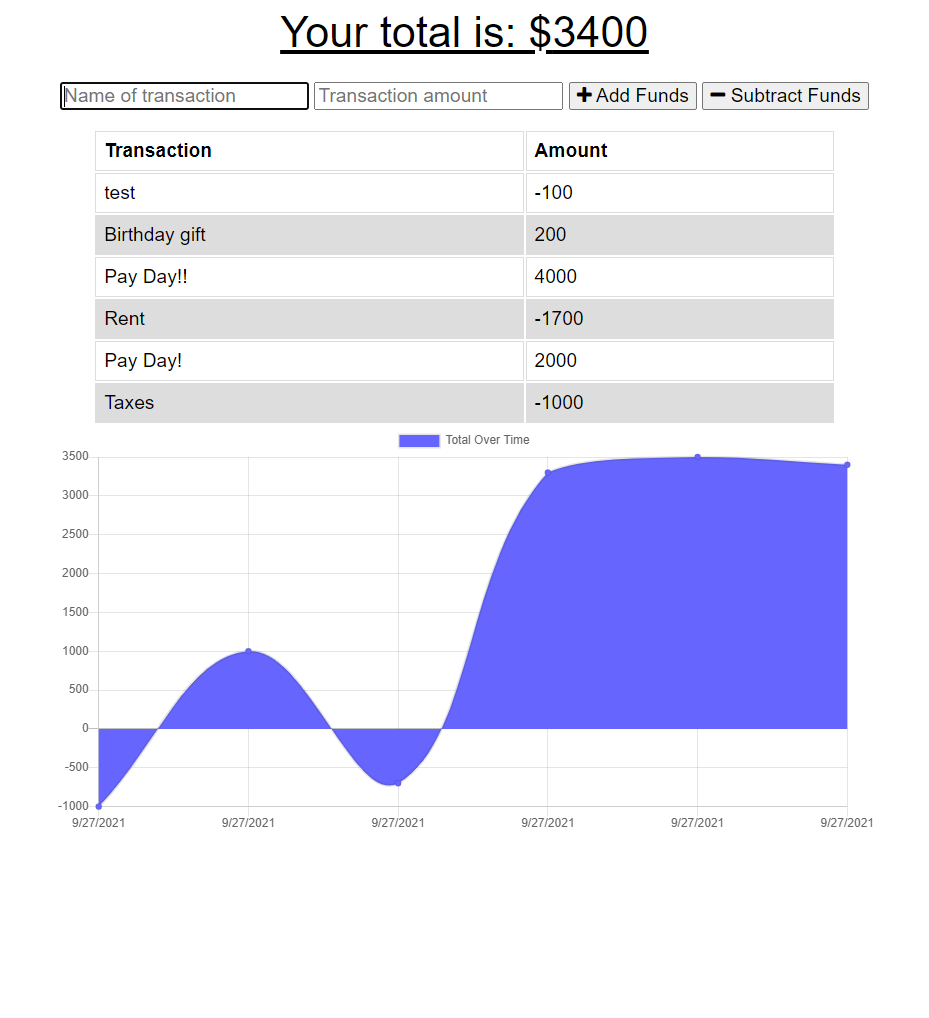 Your total is: $3400
Name of transaction Transaction amount + Add Funds − Subtract Funds
Transaction Amount
test -100
Birthday gift 200
Pay Day!! 4000
Rent -1700
Pay Day! 2000
Taxes -1000
Total Over Time
3500
3000
2500
2000
1500
1000
500
0
-500
-1000
9/27/2021 9/27/2021 9/27/2021 9/27/2021 9/27/2021 9/27/2021